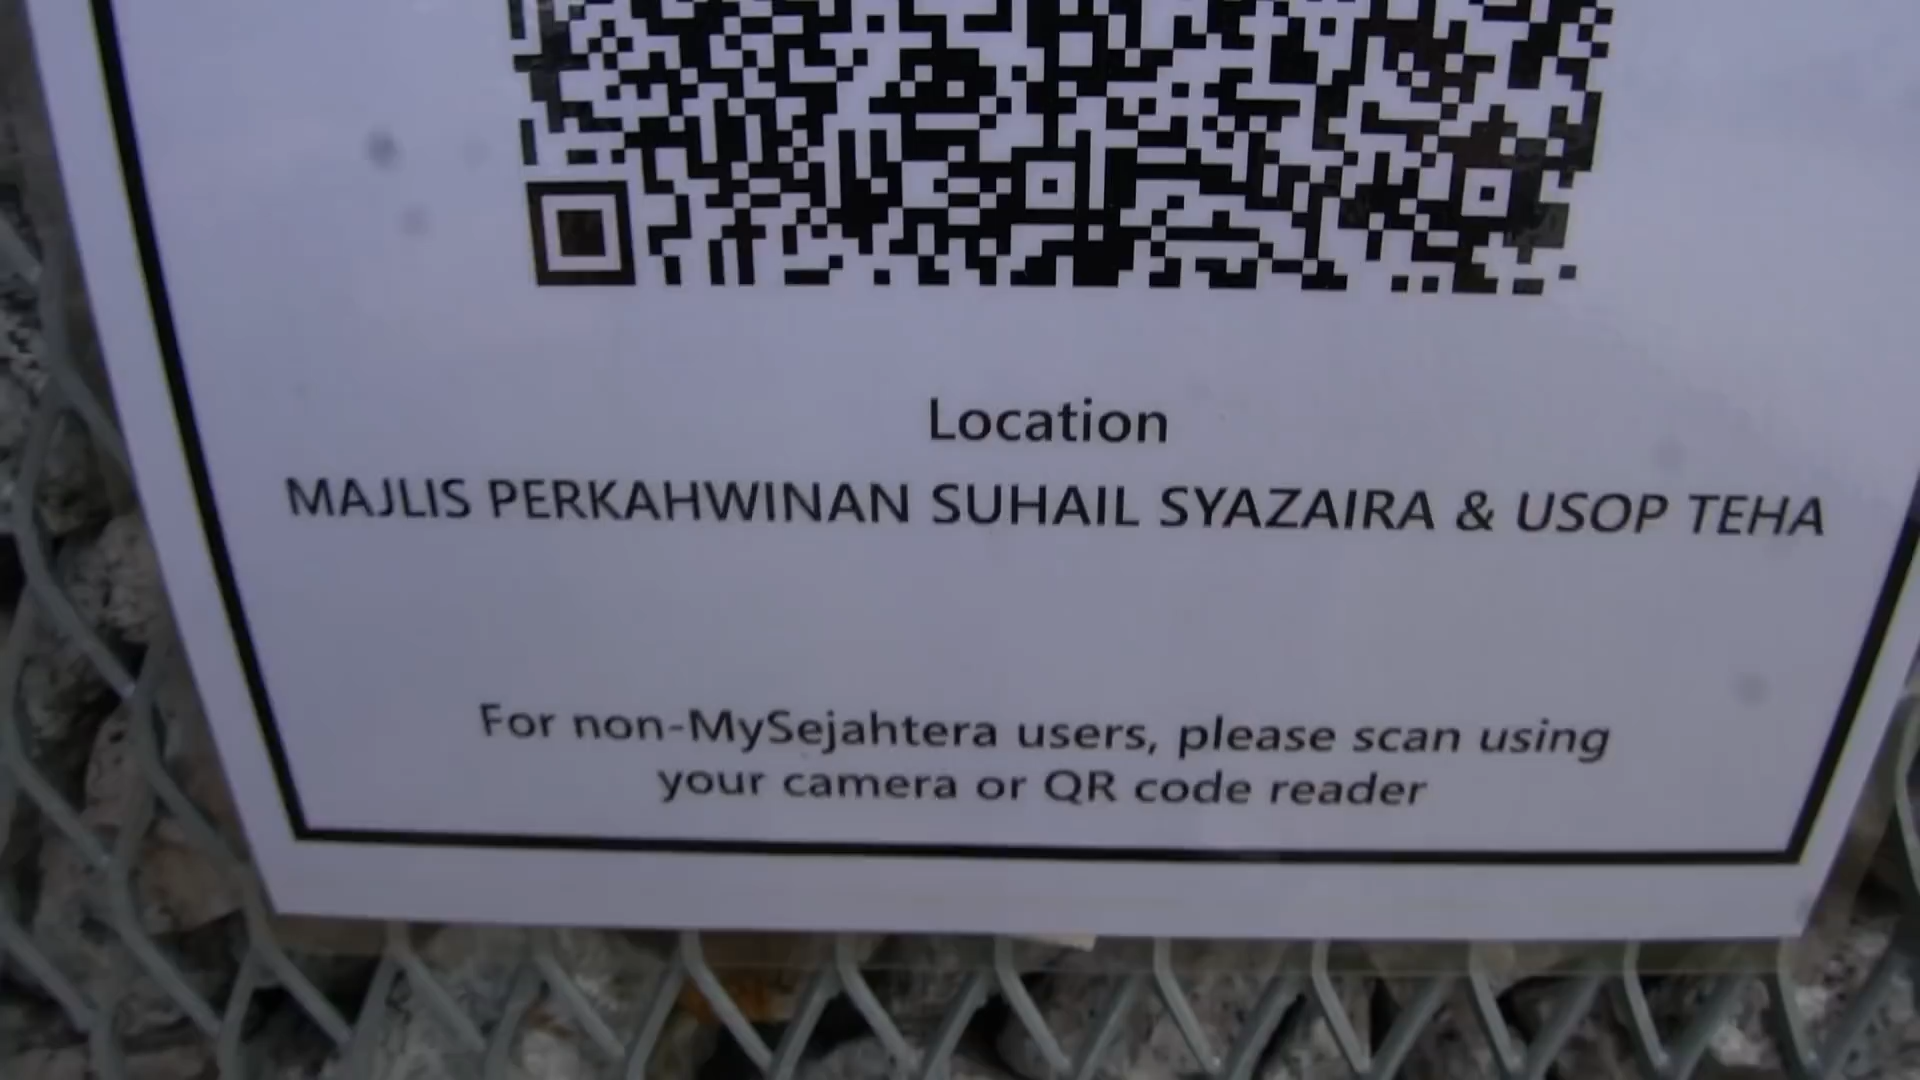 Location
MAJLIS PERKAHWINAN SUHAIL SYAZAIRA & USOP TEHA
For non-MySejahtera users, please scan using
your camera or QR code reader